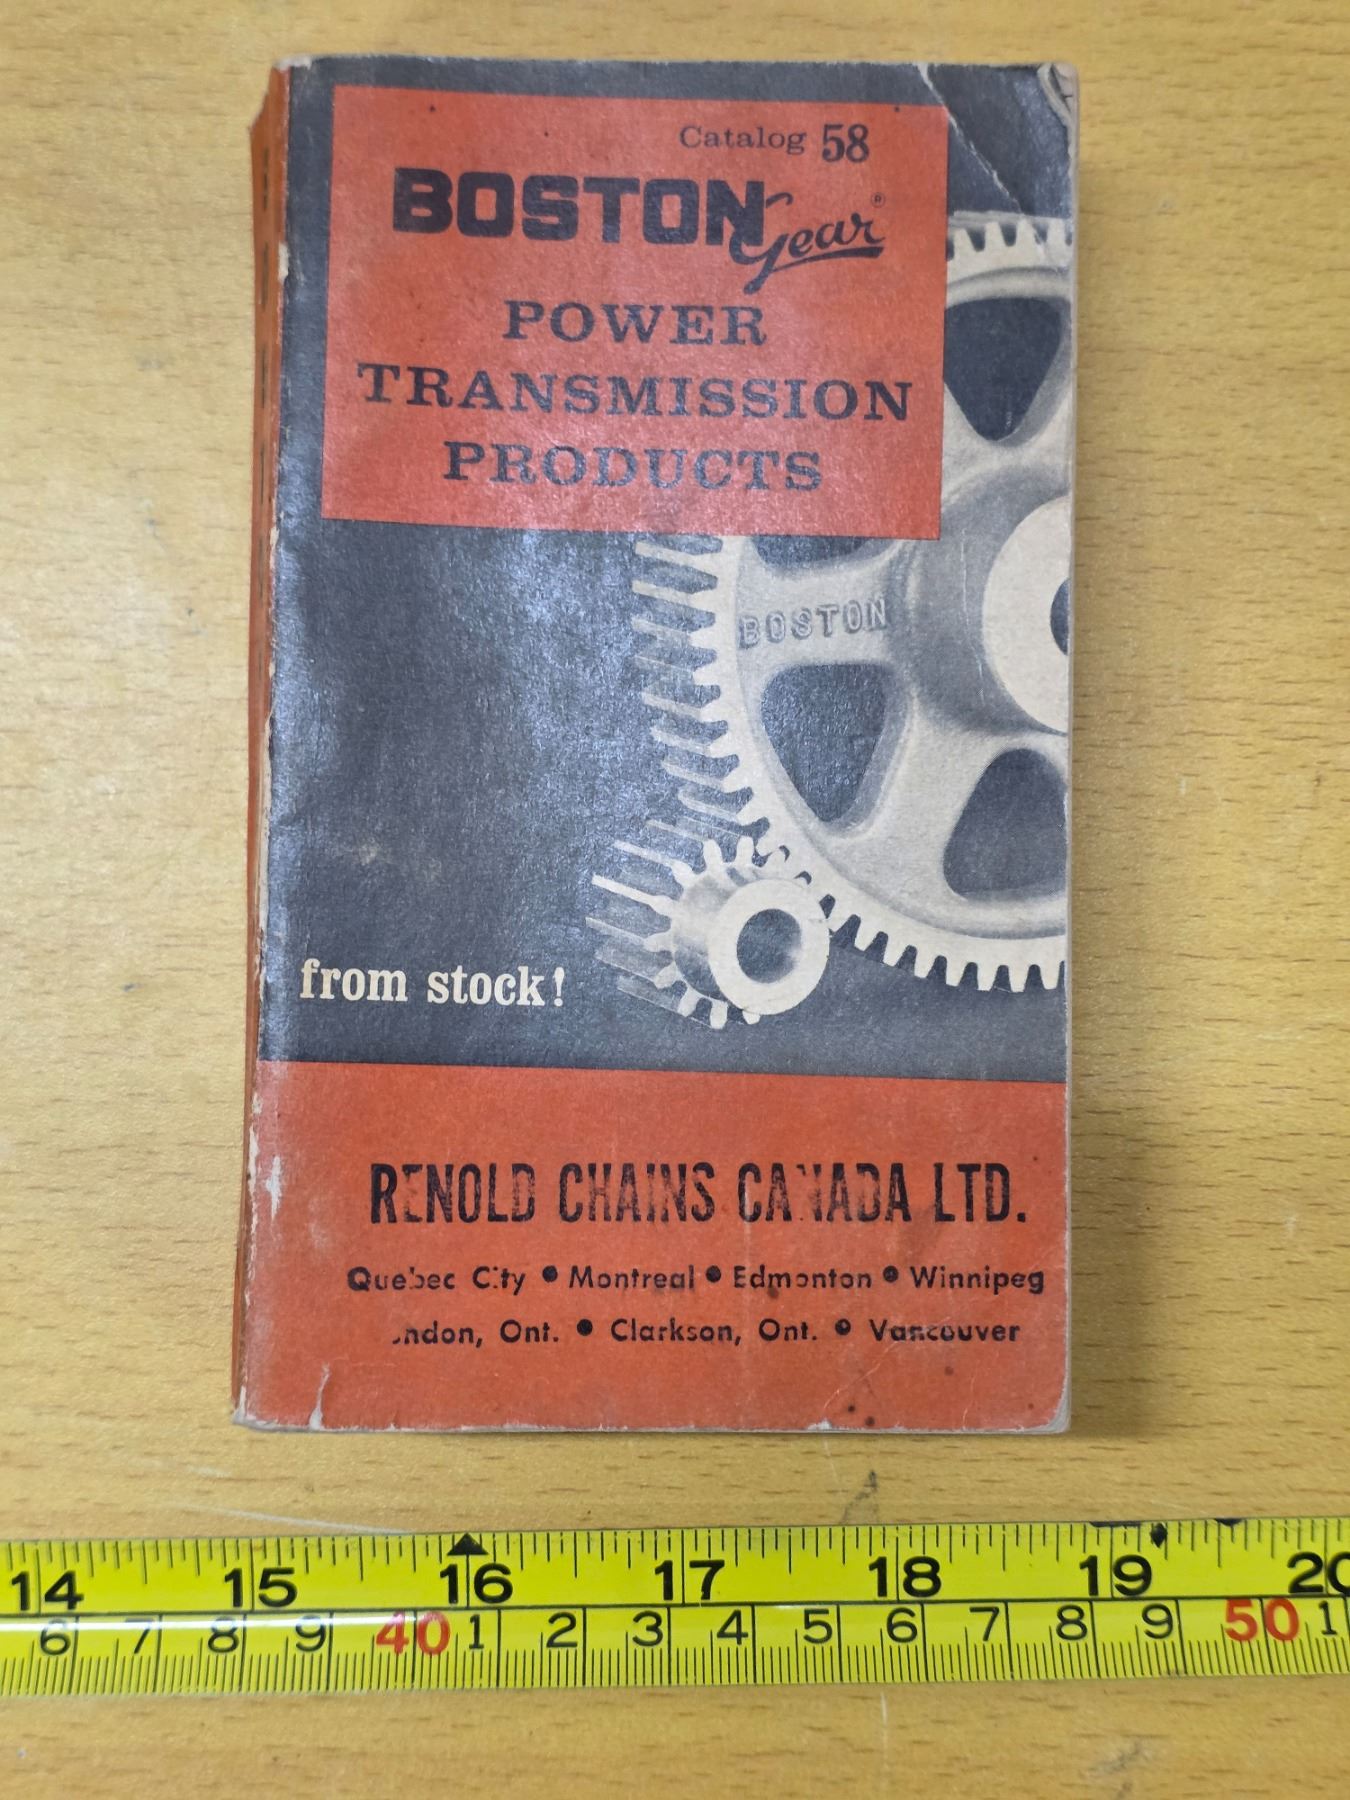 Catalog 58
BOSTON Gear®
POWER
TRANSMISSION
PRODUCTS
BOSTON
from stock!
RENOLD CHAINS CANADA LTD.
Quebec City • Montreal • Edmonton • Winnipeg
Ont. • Clarkson, Ont. • Vancouver
14 15 16 17 18 19 20
6 7 8 9 40 1 2 3 4 5 6 7 8 9 50 1